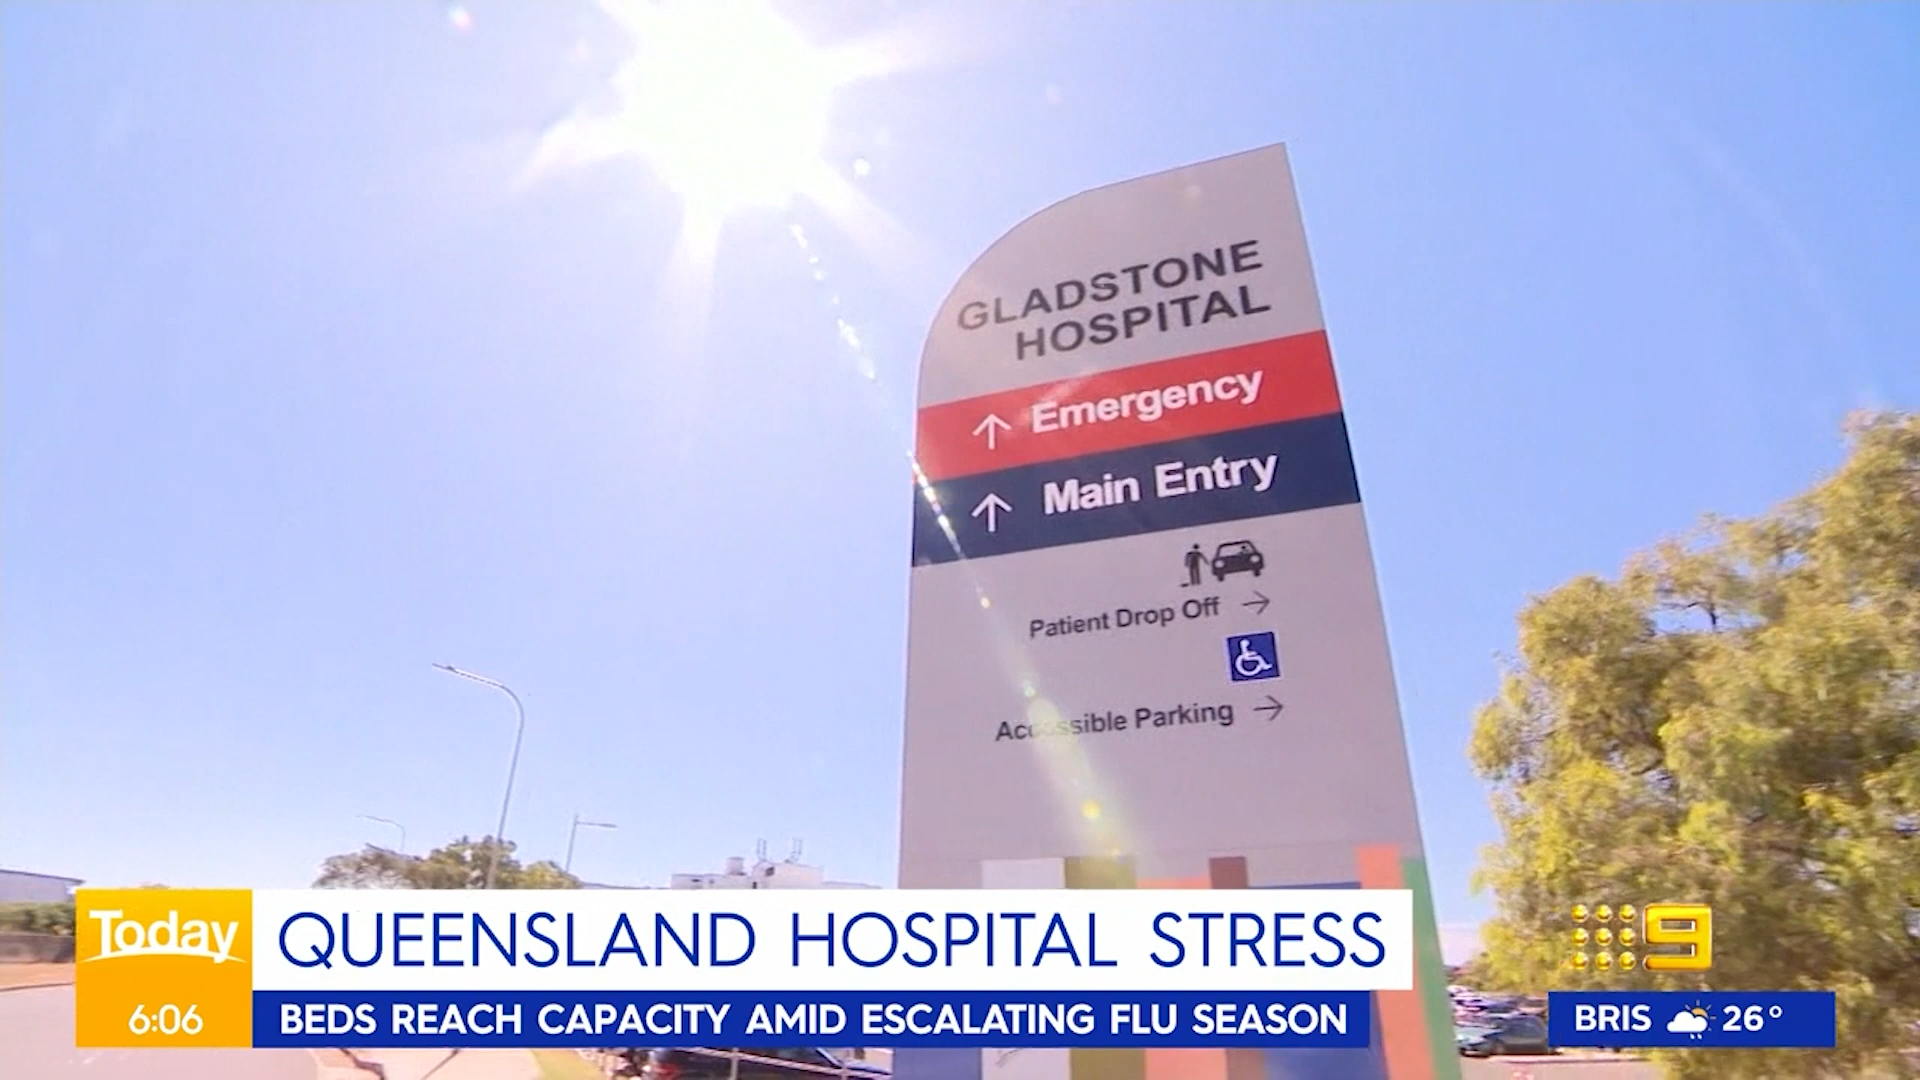 GLADSTONE
HOSPITAL
Emergency
Main Entry
Patient Drop Off
Accessible Parking
Today
6:06
QUEENSLAND HOSPITAL STRESS
BEDS REACH CAPACITY AMID ESCALATING FLU SEASON
9
BRIS 26°